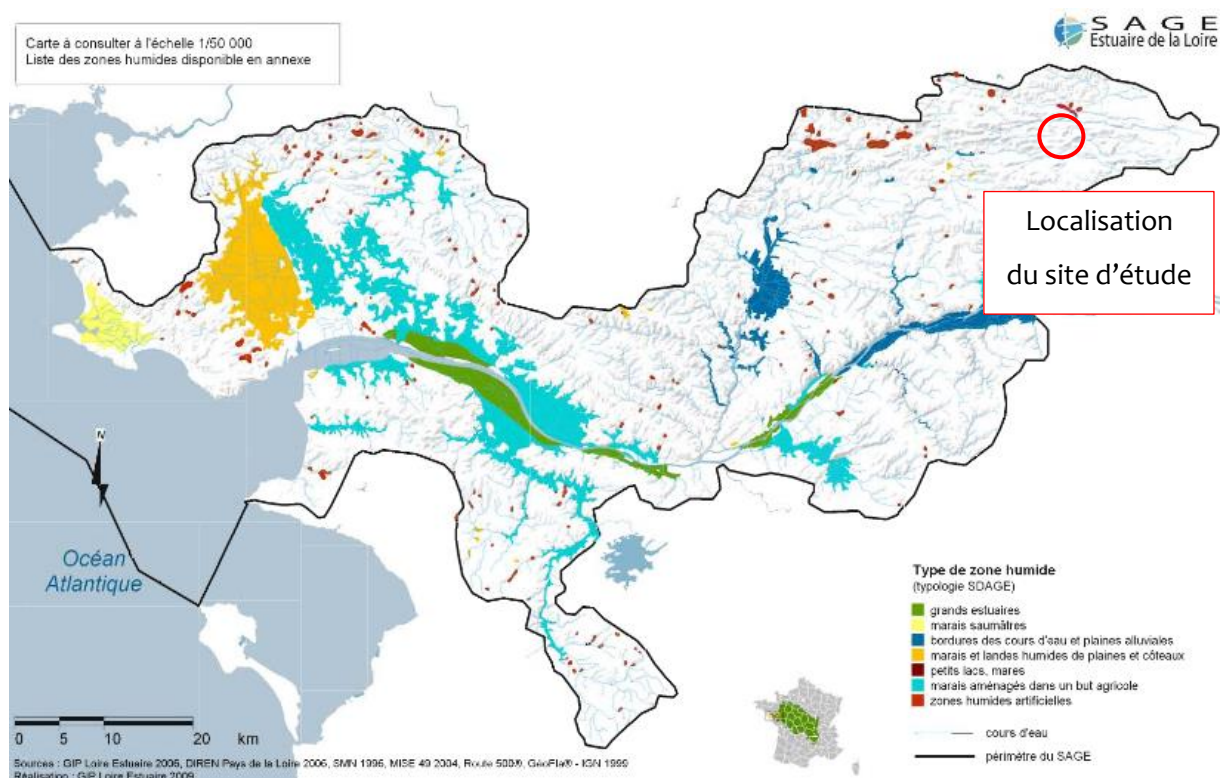 Carte à consulter à l'échelle 1/50 000
Liste des zones humides disponible en annexe
SAGE
Estuaire de la Loire
Localisation
du site d'étude
N
Océan
Atlantique
Type de zone humide
(typologie SDAGE)
grands estuaires
marais saumâtres
bordures des cours d'eau et plaines alluviales
marais et landes humides de plaines et côteaux
petits lacs, mares
marais aménagés dans un but agricole
zones humides artificielles
cours d'eau
périmètre du SAGE
0 5 10 20 km
Sources : GIP Loire Estuaire 2006, DIREN Pays de la Loire 2006, SMN 1996, MISE 49 2004, Route 500®, GéoFla® - IGN 1999
Réalisation : GIP Loire Estuaire 2009